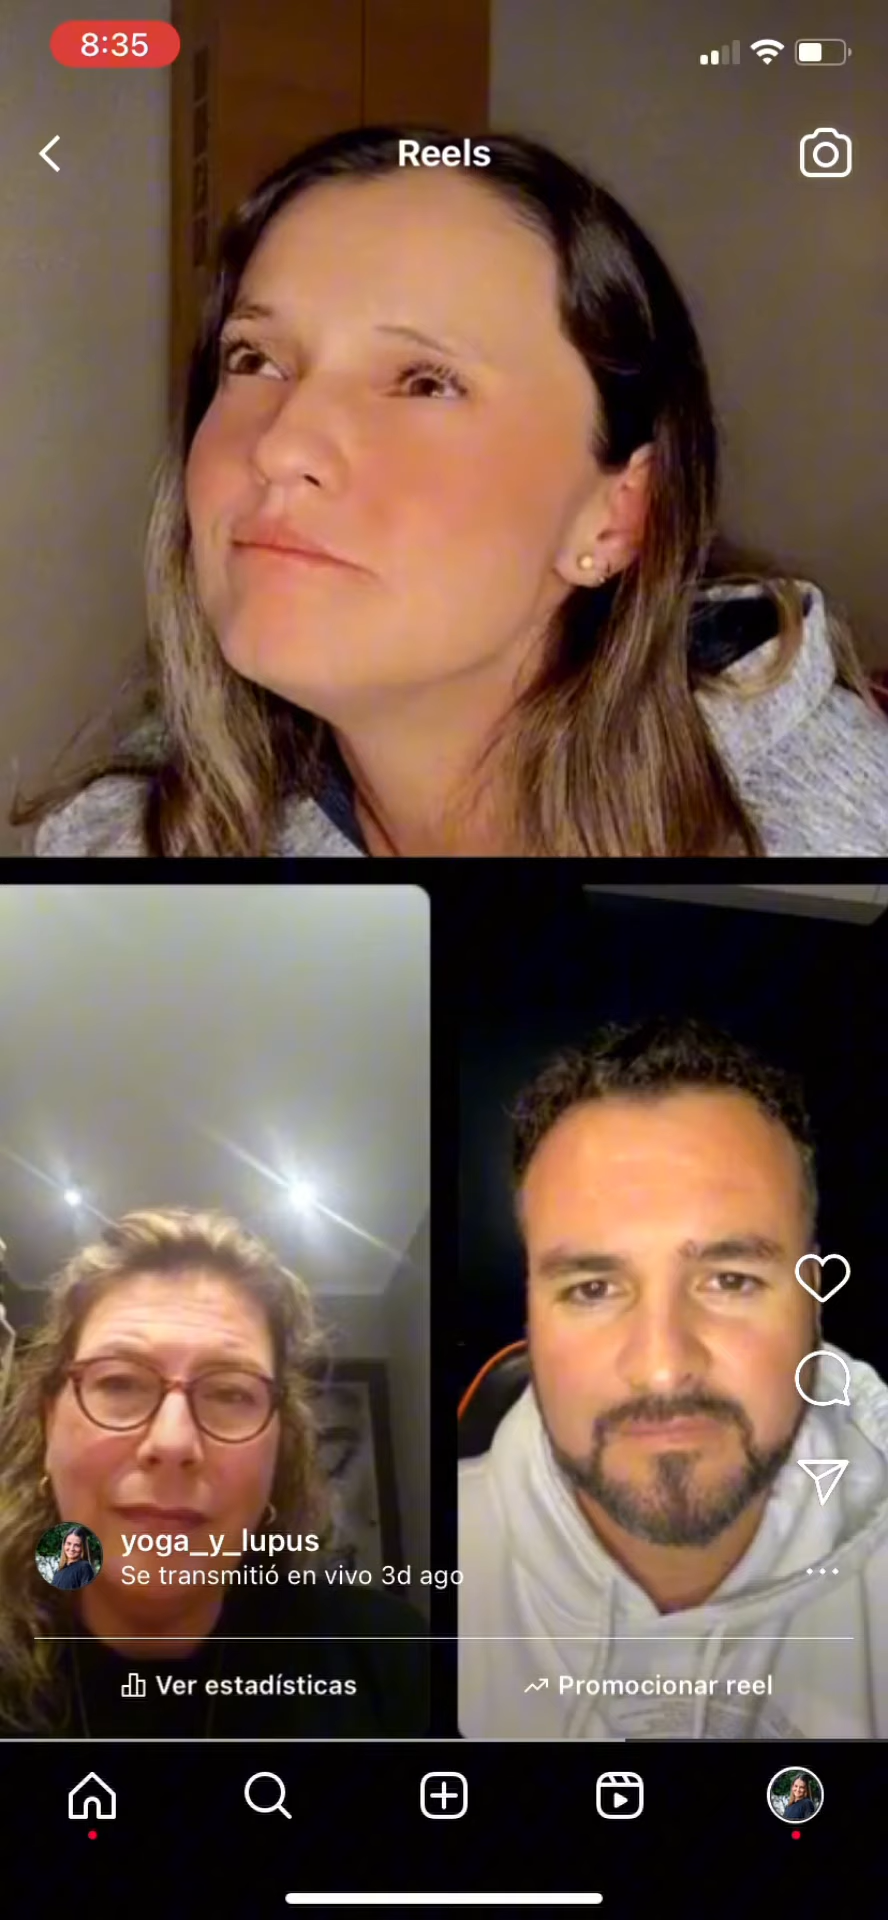 8:35
Reels
yoga_y_lupus
Se transmitió en vivo 3d ago
Ver estadísticas
Promocionar reel